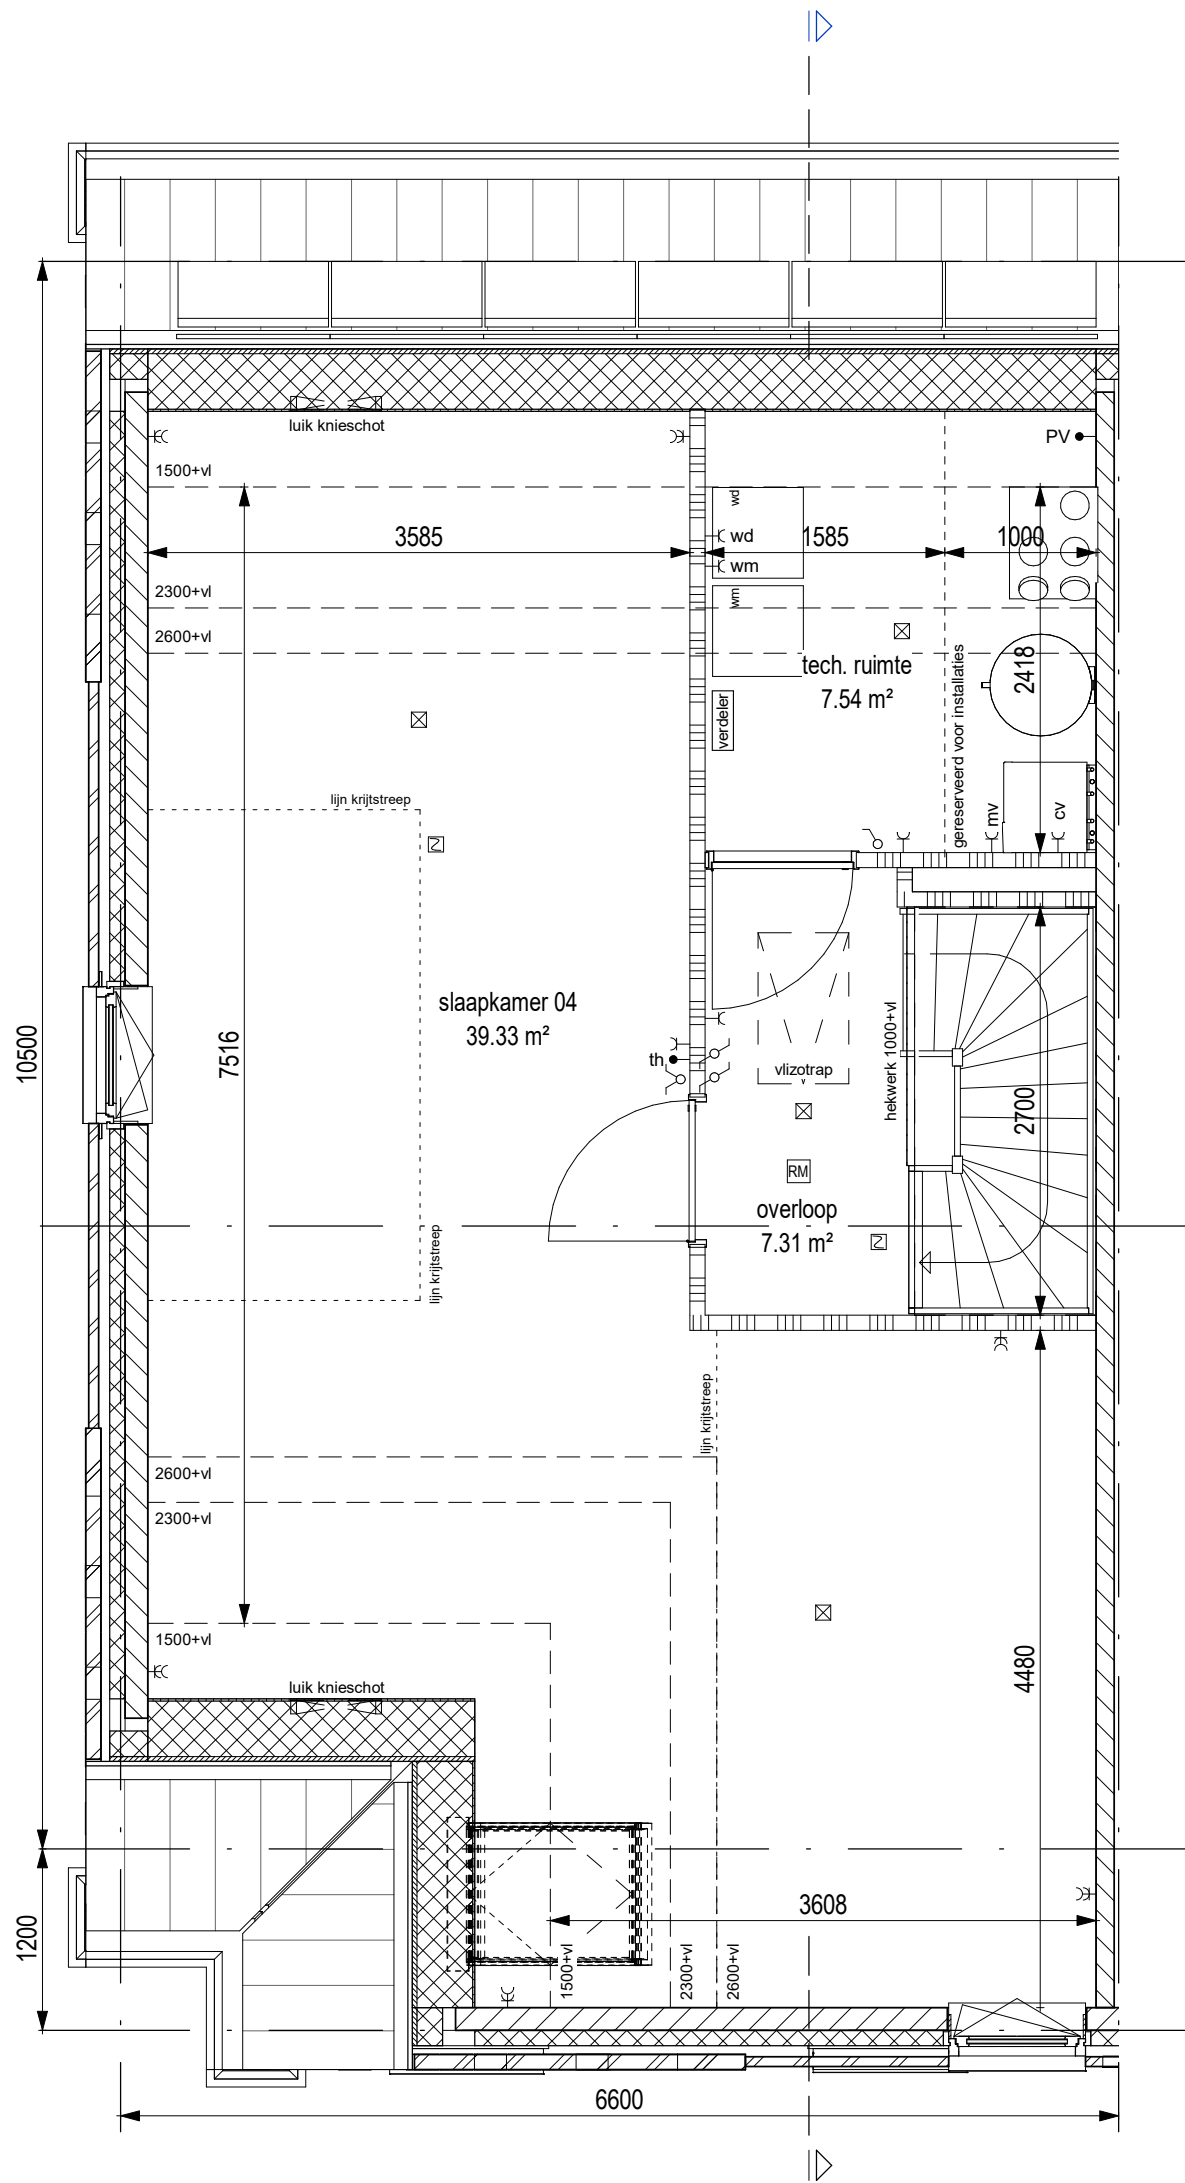 luik knieschot
PV
1500+vl
wd
3585
wd
1585
1000
wm
2300+vl
wm
2600+vl
tech. ruimte
7.54 m²
2418
verdeler
gereserveerd voor installaties
lijn krijtstreep
mv
cv
slaapkamer 04
39.33 m²
10500
7516
th
vlizotrap
hekwerk 1000+vl
2700
RM
overloop
7.31 m²
lijn krijtstreep
lijn krijtstreep
2600+vl
2300+vl
1500+vl
4480
luik knieschot
3608
1200
1500+vl
2300+vl
2600+vl
6600